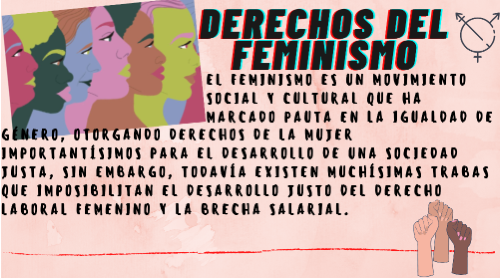 DERECHOS DEL
FEMINISMO
EL FEMINISMO ES UN MOVIMIENTO
SOCIAL Y CULTURAL QUE HA
MARCADO PAUTA EN LA IGUALDAD DE
GÉNERO, OTORGANDO DERECHOS DE LA MUJER
IMPORTANTÍSIMOS PARA EL DESARROLLO DE UNA SOCIEDAD
JUSTA, SIN EMBARGO, TODAVÍA EXISTEN MUCHÍSIMAS TRABAS
QUE IMPOSIBILITAN EL DESARROLLO JUSTO DEL DERECHO
LABORAL FEMENINO Y LA BRECHA SALARIAL.